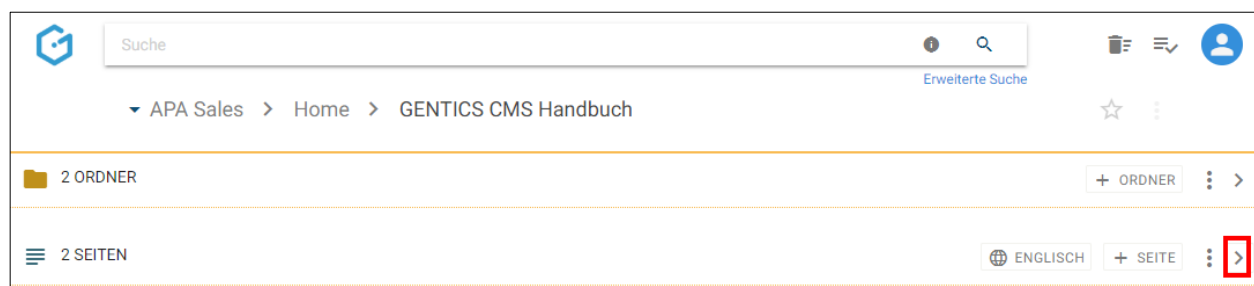 Suche
Erweiterte Suche
APA Sales > Home > GENTICS CMS Handbuch
2 ORDNER + ORDNER
2 SEITEN ENGLISCH + SEITE